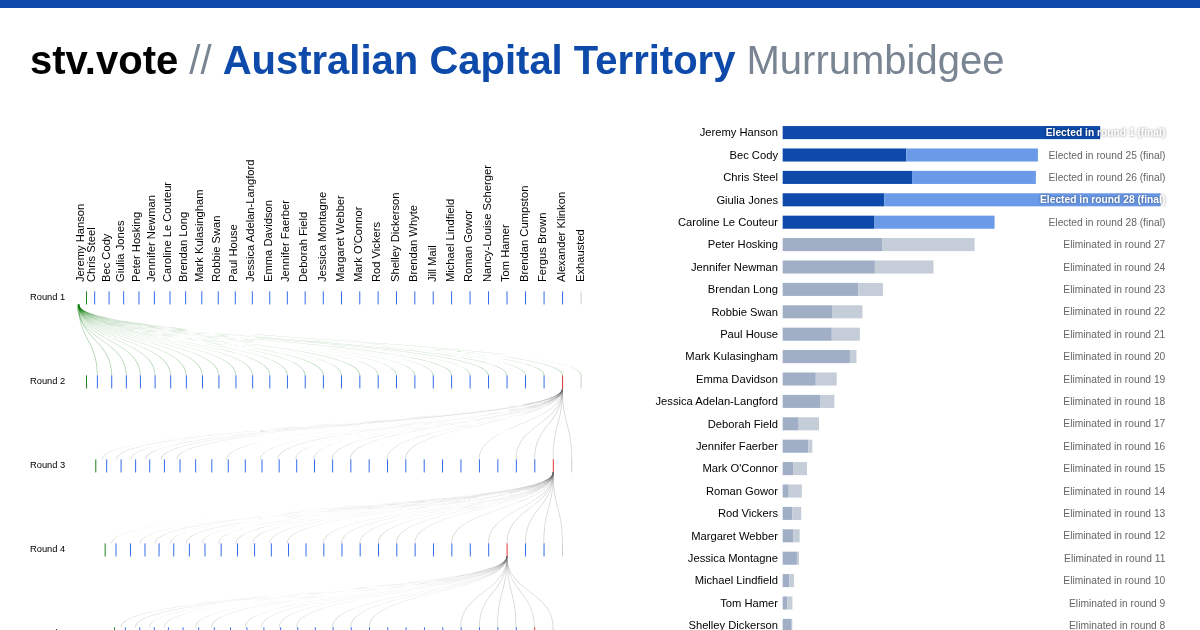 stv.vote // Australian Capital Territory Murrumbidgee
Jeremy Hanson
Chris Steel
Bec Cody
Giulia Jones
Peter Hosking
Jennifer Newman
Caroline Le Couteur
Brendan Long
Mark Kulasingham
Robbie Swan
Paul House
Jessica Adelan-Langford
Emma Davidson
Jennifer Faerber
Deborah Field
Jessica Montagne
Margaret Webber
Mark O'Connor
Rod Vickers
Shelley Dickerson
Brendan Whyte
Jill Mail
Michael Lindfield
Roman Gowor
Nancy-Louise Scherger
Tom Hamer
Brendan Cumpston
Fergus Brown
Alexander Klinkon
Exhausted
Round 1
Round 2
Round 3
Round 4
Jeremy Hanson Elected in round 1 (final)
Bec Cody Elected in round 25 (final)
Chris Steel Elected in round 26 (final)
Giulia Jones Elected in round 28 (final)
Caroline Le Couteur Elected in round 28 (final)
Peter Hosking Eliminated in round 27
Jennifer Newman Eliminated in round 24
Brendan Long Eliminated in round 23
Robbie Swan Eliminated in round 22
Paul House Eliminated in round 21
Mark Kulasingham Eliminated in round 20
Emma Davidson Eliminated in round 19
Jessica Adelan-Langford Eliminated in round 18
Deborah Field Eliminated in round 17
Jennifer Faerber Eliminated in round 16
Mark O'Connor Eliminated in round 15
Roman Gowor Eliminated in round 14
Rod Vickers Eliminated in round 13
Margaret Webber Eliminated in round 12
Jessica Montagne Eliminated in round 11
Michael Lindfield Eliminated in round 10
Tom Hamer Eliminated in round 9
Shelley Dickerson Eliminated in round 8